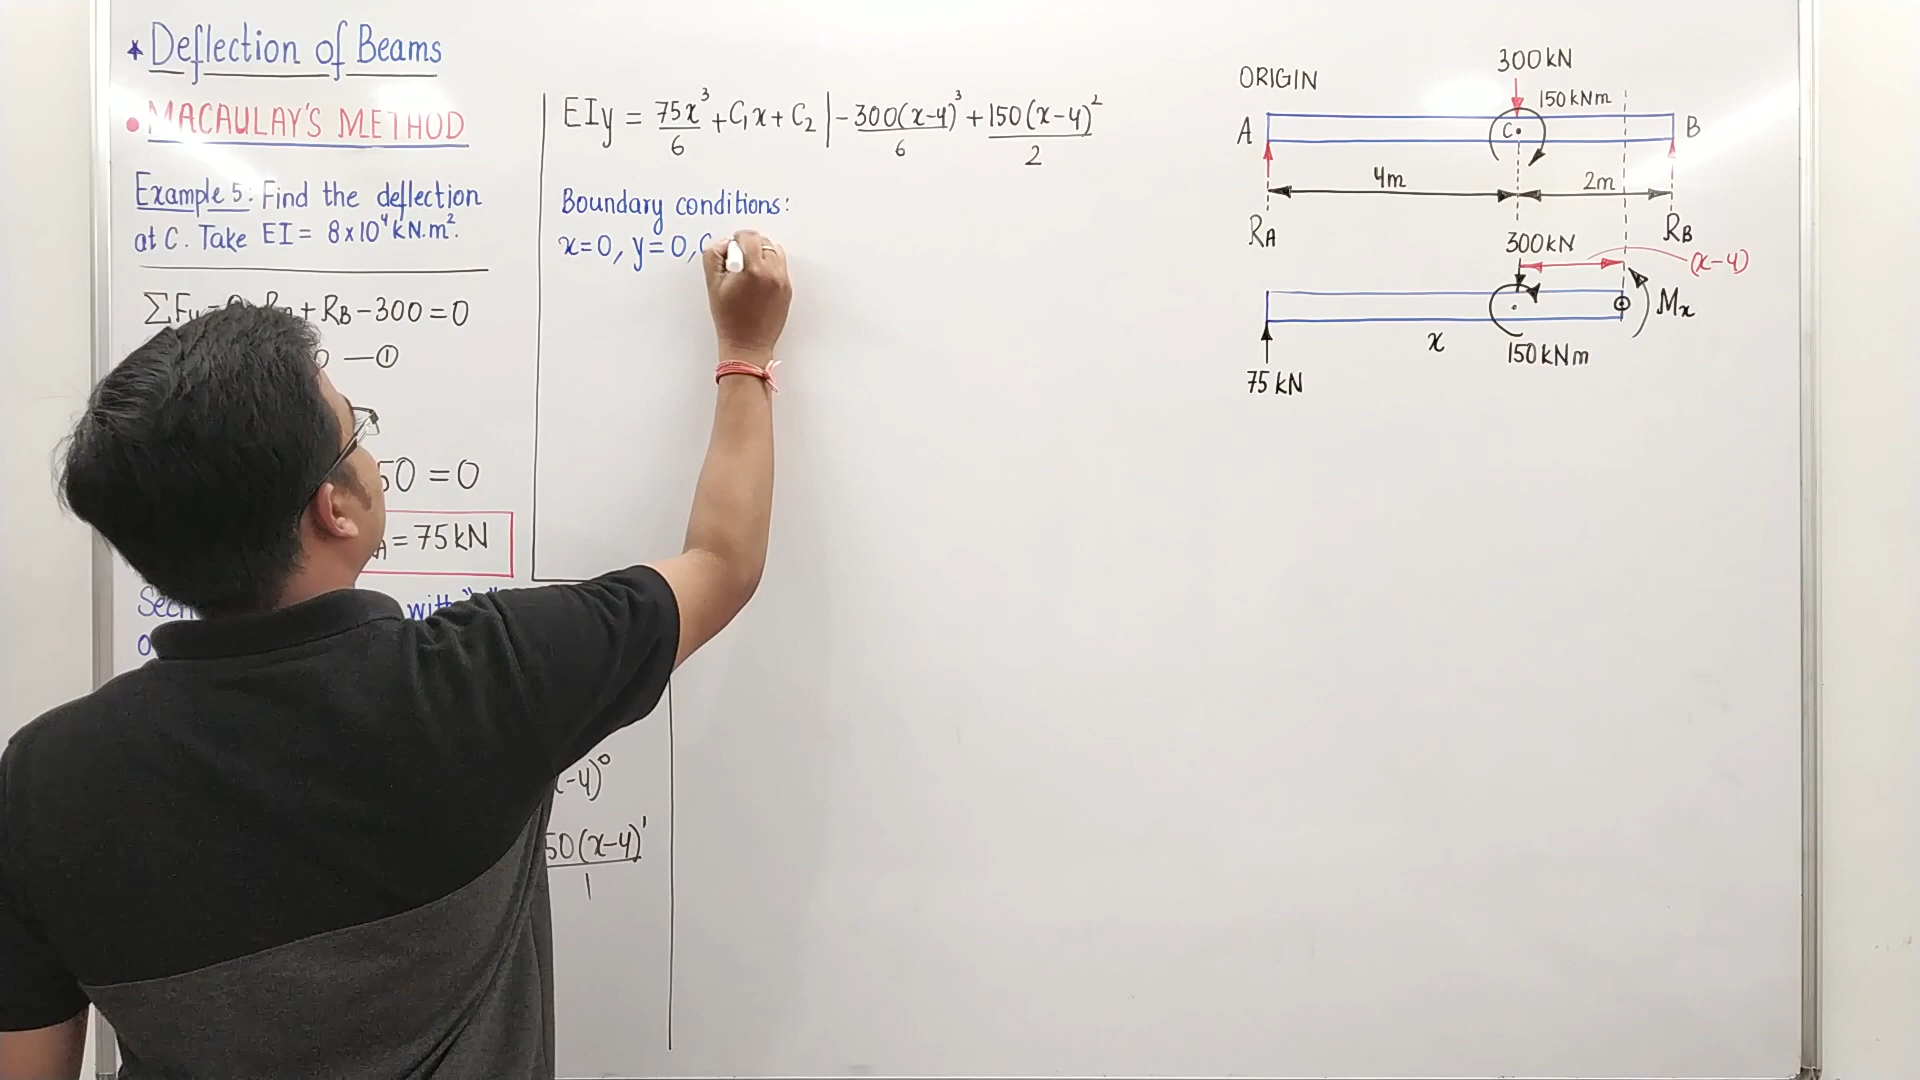 * Deflection of Beams
• MACAULAY'S METHOD
Example 5: Find the deflection
at C. Take EI = 8x10⁴ kN.m².
+ RB - 300 = 0
—①
50 = 0
A = 75 kN
with
(-4)⁰
50(x-4)¹
1
EIy = 75x³/6 + C₁x + C₂ | - 300(x-4)³/6 + 150(x-4)²/2
Boundary conditions:
x=0, y=0,
ORIGIN
300 kN
150 kNm
A
C
B
4m
2m
RA
RB
300 kN
(x-4)
Mx
x
150 kNm
75 kN